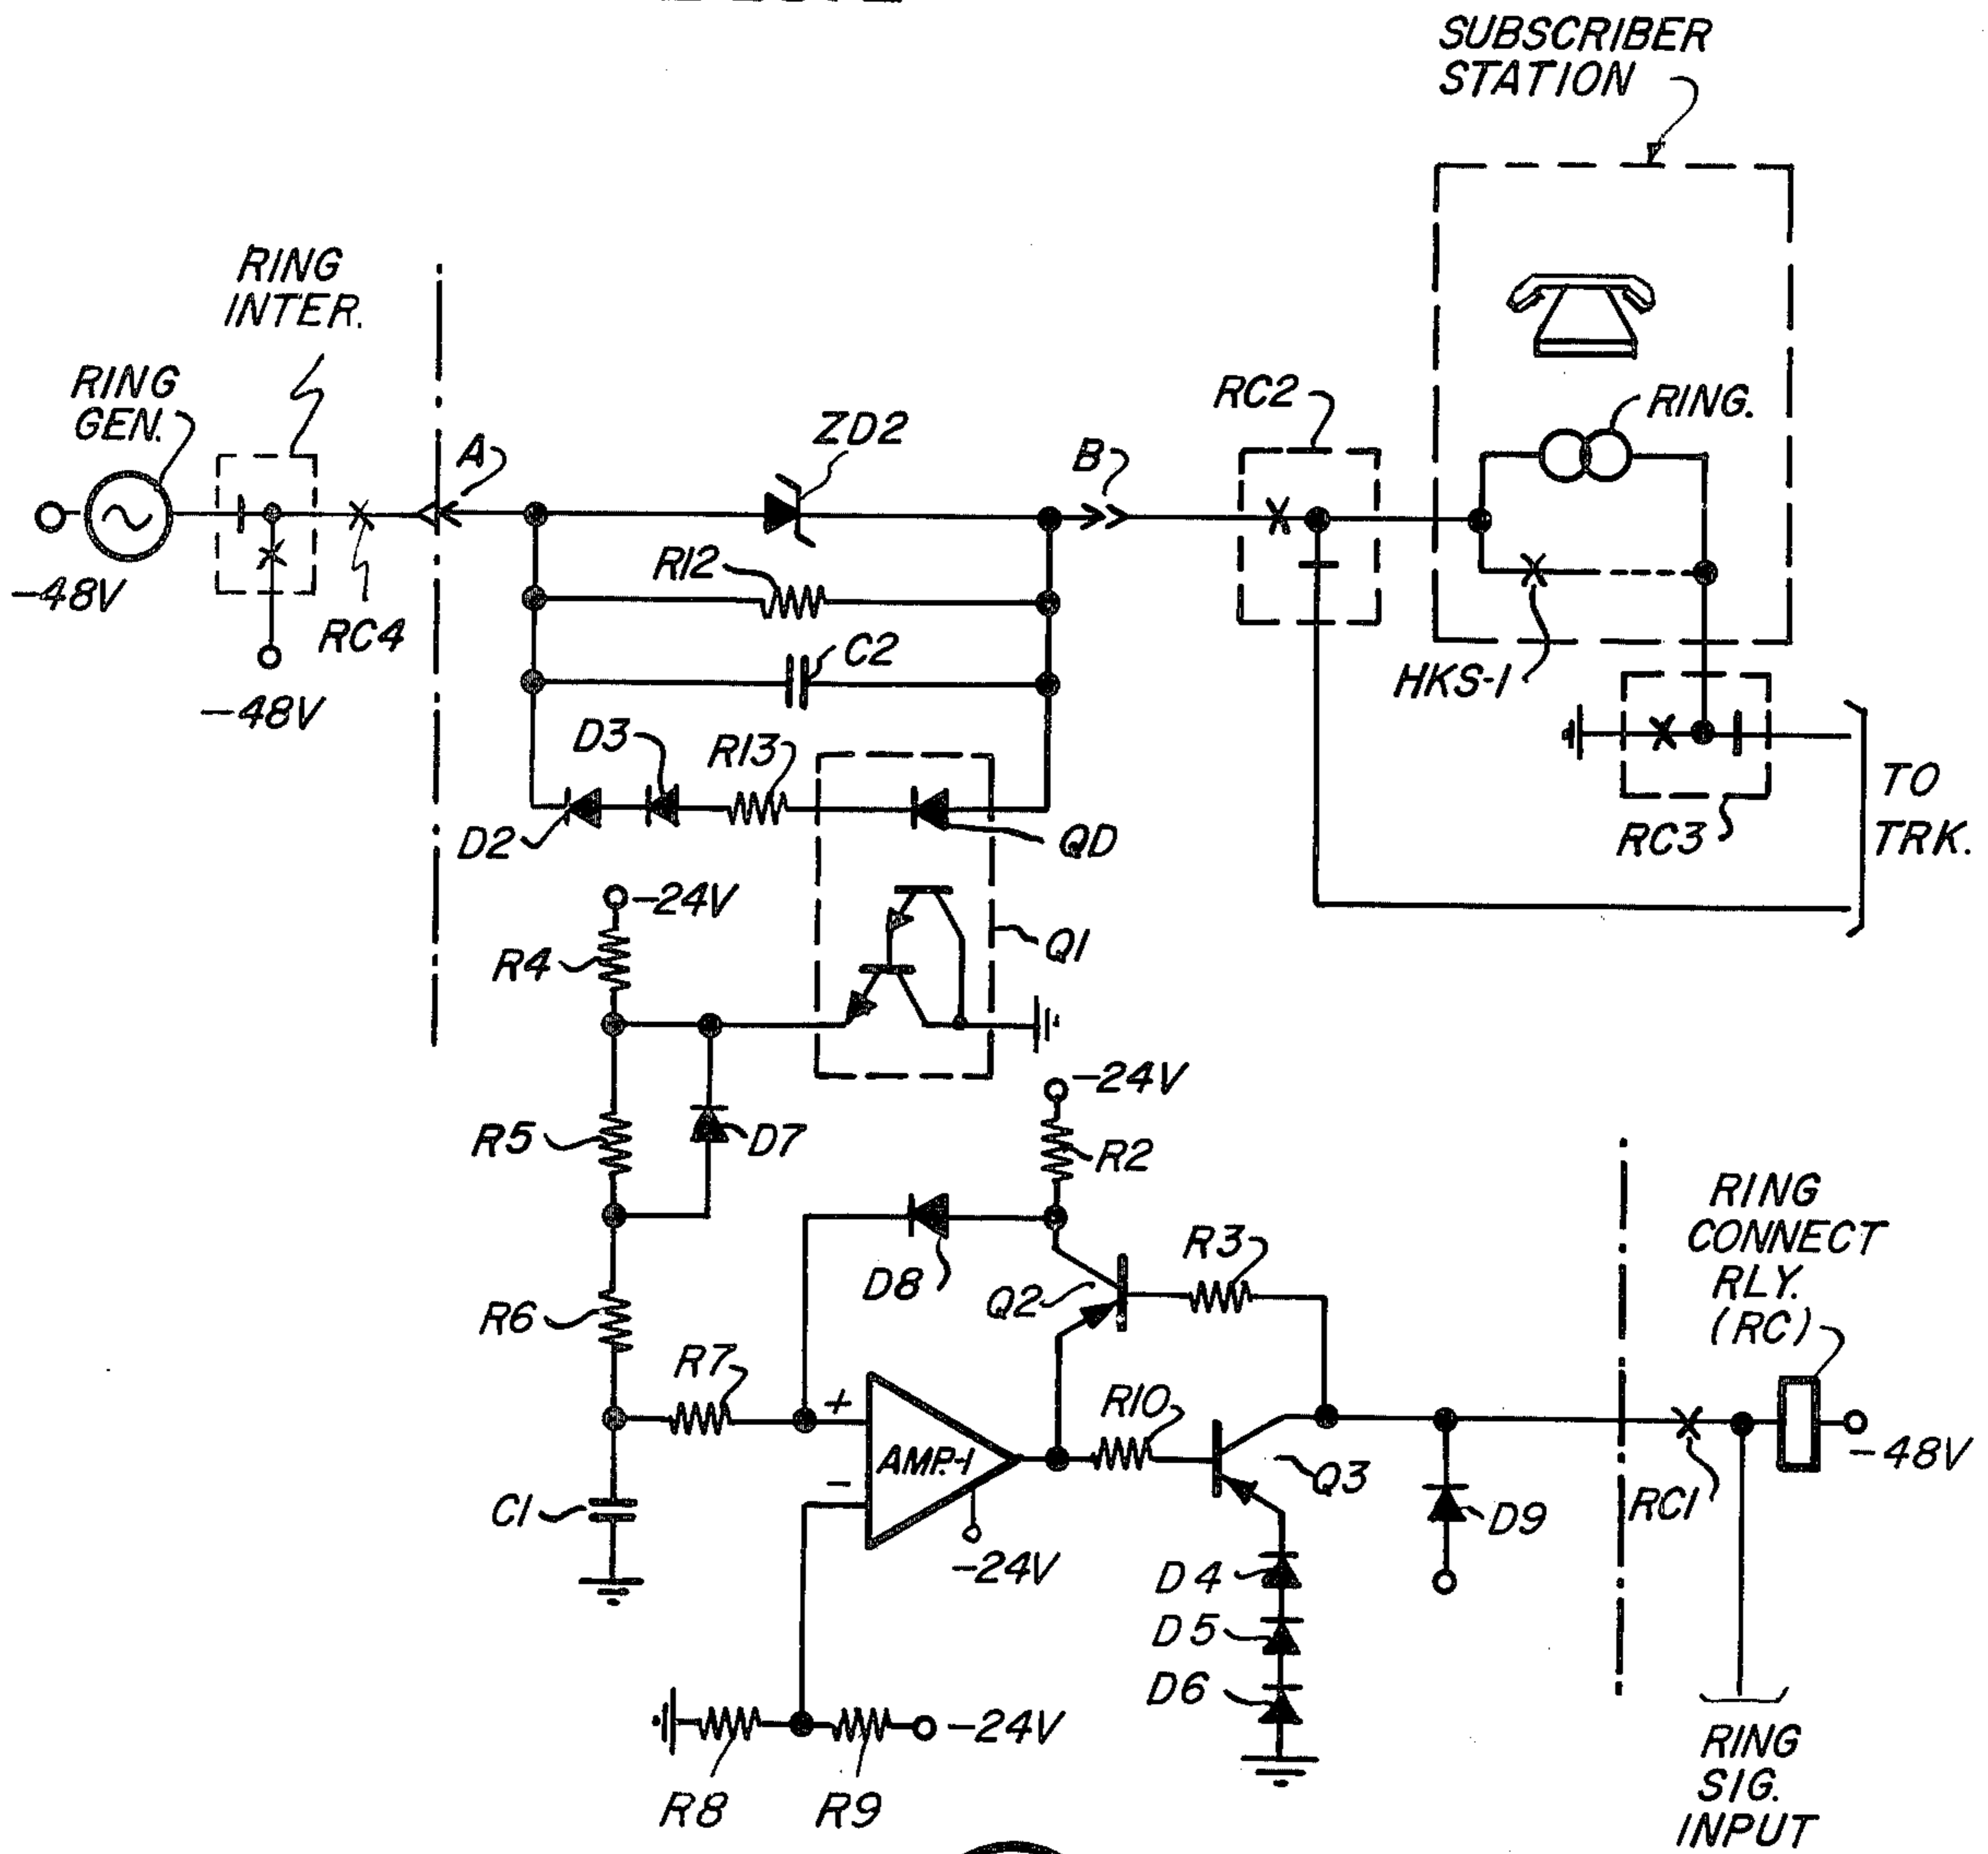 SUBSCRIBER
STATION
RING
INTER.
RING
GEN.
-48V
RC4
-48V
A
ZD2
B
RC2
RING.
R12
C2
HKS-1
D3
R13
D2
QD
RC3
TO
TRK.
-24V
R4
Q1
-24V
R5
D7
R2
RING
CONNECT
RLY.
(RC)
D8
Q2
R3
R6
R7
+
R10
AMP.-1
-
Q3
-48V
C1
D9
RC1
-24V
D4
D5
D6
-24V
R8
R9
RING
SIG.
INPUT